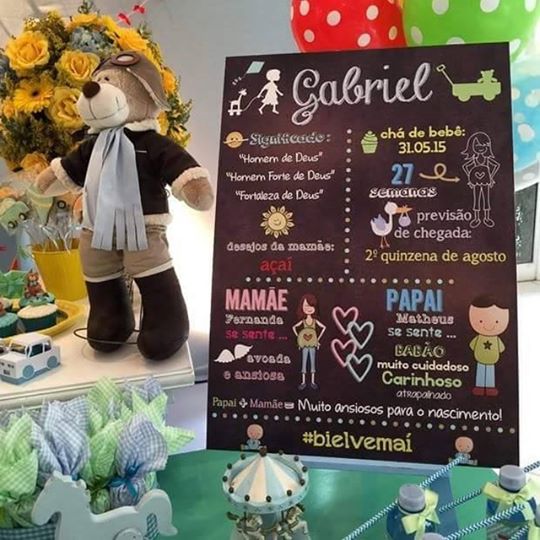 Gabriel
Significado:
"Homem de Deus"
"Homem Forte de Deus"
"Fortaleza de Deus"
desejos da mamãe:
açaí
chá de bebê:
31.05.15
27
semanas
previsão
de chegada:
2ª quinzena de agosto
MAMÃE
Fernanda
se sente ...
avoada
e ansiosa
PAPAI
Matheus
se sente ...
BABÃO
muito cuidadoso
Carinhoso
atrapalhado
Papai + Mamãe = Muito ansiosos para o nascimento!
#bielvemaí